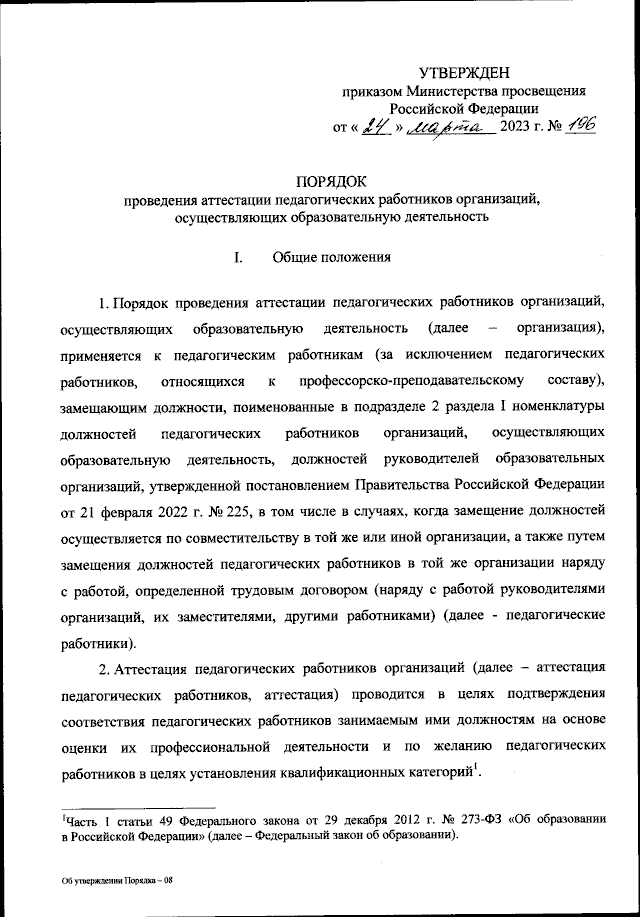 УТВЕРЖДЕН
приказом Министерства просвещения
Российской Федерации
от « 24 » марта 2023 г. № 196
ПОРЯДОК
проведения аттестации педагогических работников организаций,
осуществляющих образовательную деятельность
I. Общие положения
1. Порядок проведения аттестации педагогических работников организаций,
осуществляющих образовательную деятельность (далее – организация),
применяется к педагогическим работникам (за исключением педагогических
работников, относящихся к профессорско-преподавательскому составу),
замещающим должности, поименованные в подразделе 2 раздела I номенклатуры
должностей педагогических работников организаций, осуществляющих
образовательную деятельность, должностей руководителей образовательных
организаций, утвержденной постановлением Правительства Российской Федерации
от 21 февраля 2022 г. № 225, в том числе в случаях, когда замещение должностей
осуществляется по совместительству в той же или иной организации, а также путем
замещения должностей педагогических работников в той же организации наряду
с работой, определенной трудовым договором (наряду с работой руководителями
организаций, их заместителями, другими работниками) (далее - педагогические
работники).
2. Аттестация педагогических работников организаций (далее – аттестация
педагогических работников, аттестация) проводится в целях подтверждения
соответствия педагогических работников занимаемым ими должностям на основе
оценки их профессиональной деятельности и по желанию педагогических
работников в целях установления квалификационных категорий¹.
¹Часть 1 статьи 49 Федерального закона от 29 декабря 2012 г. № 273-ФЗ «Об образовании
в Российской Федерации» (далее – Федеральный закон об образовании).
Об утверждении Порядка – 08